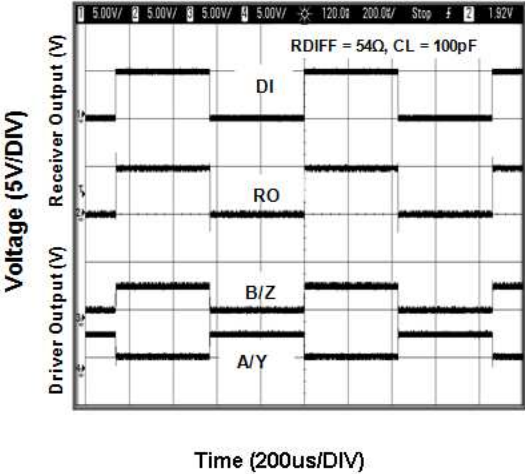 1 5.00V/ 2 5.00V/ 3 5.00V/ 4 5.00V/ 120.0s 200.0s/ Stop 2 1.92V
RDIFF = 54Ω, CL = 100pF
DI
RO
B/Z
A/Y
Voltage (5V/DIV)
Receiver Output (V)
Driver Output (V)
Time (200us/DIV)